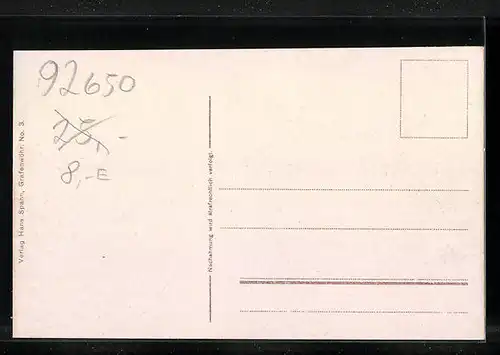 92650
25,-
8,-E
Verlag Hans Spahn, Grafenwöhr. No. 3.
Nachahmung wird strafrechtlich verfolgt.